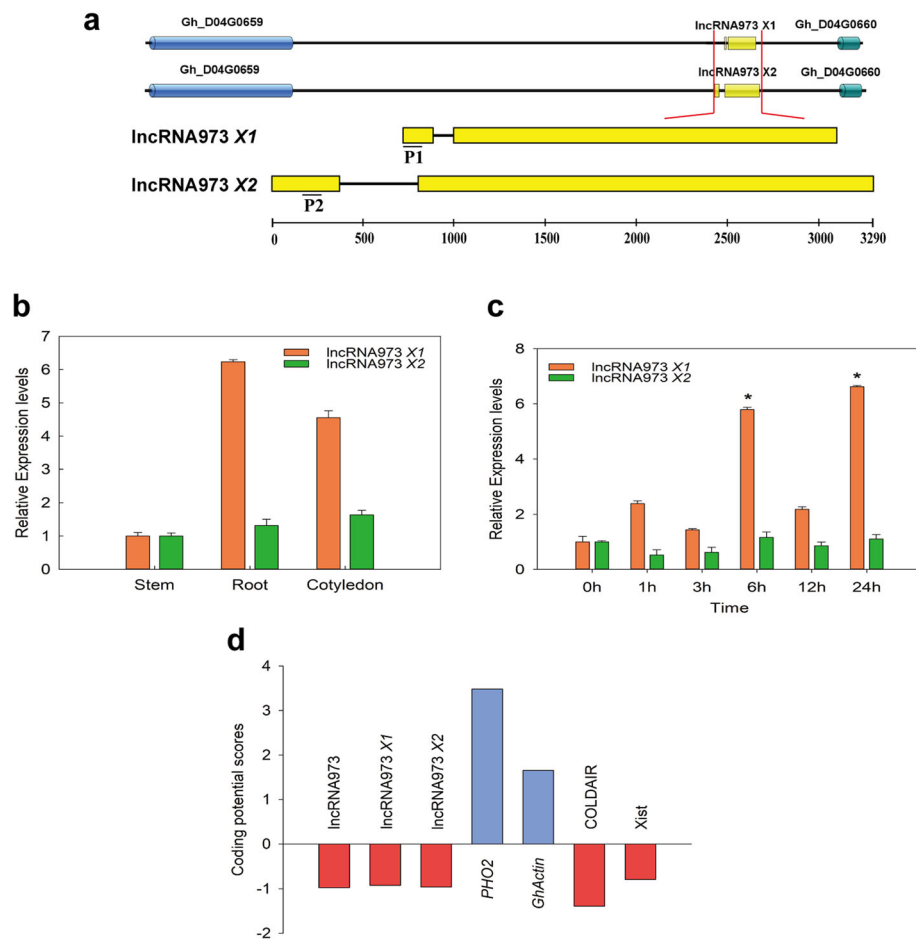 a
Gh_D04G0659 lncRNA973 X1 Gh_D04G0660
Gh_D04G0659 lncRNA973 X2 Gh_D04G0660
lncRNA973 X1
P1
lncRNA973 X2
P2
0 500 1000 1500 2000 2500 3000 3290
b
Relative Expression levels
7
6
5
4
3
2
1
0
lncRNA973 X1
lncRNA973 X2
Stem Root Cotyledon
c
Relative Expression levels
8
6
4
2
0
lncRNA973 X1
lncRNA973 X2
* *
0h 1h 3h 6h 12h 24h
Time
d
Coding potential scores
4
3
2
1
0
-1
-2
lncRNA973
lncRNA973 X1
lncRNA973 X2
PHO2
GhActin
COLDAIR
Xist